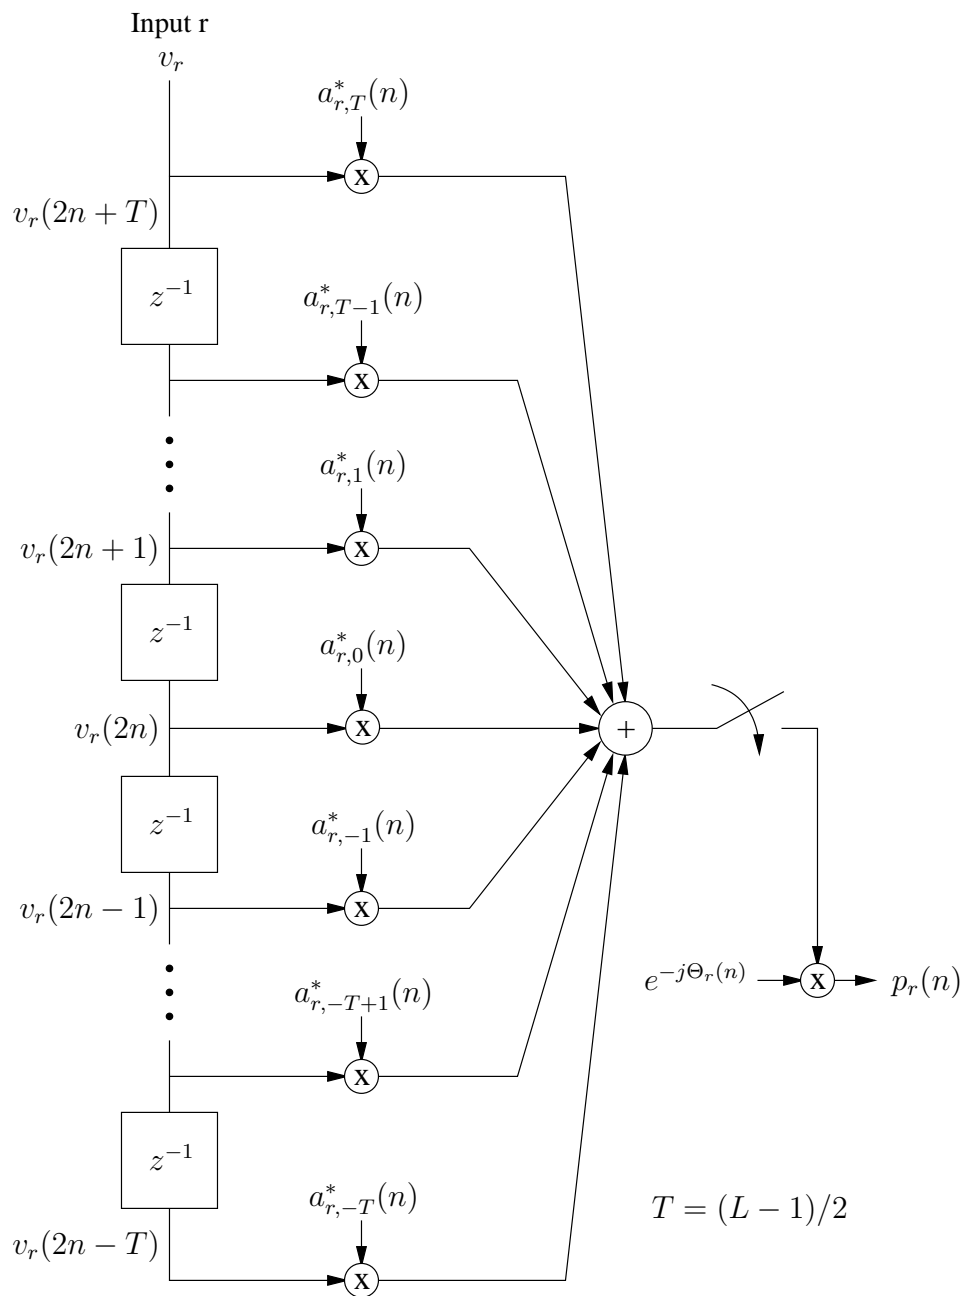 Input r
v_r
a^*_{r,T}(n)
x
v_r(2n + T)
z^{-1}
a^*_{r,T-1}(n)
x
a^*_{r,1}(n)
v_r(2n + 1)
x
z^{-1}
a^*_{r,0}(n)
v_r(2n)
x
+
z^{-1}
a^*_{r,-1}(n)
v_r(2n − 1)
x
a^*_{r,-T+1}(n)
e^{-jΘ_r(n)}
x
p_r(n)
x
z^{-1}
a^*_{r,-T}(n)
T = (L − 1)/2
v_r(2n − T)
x